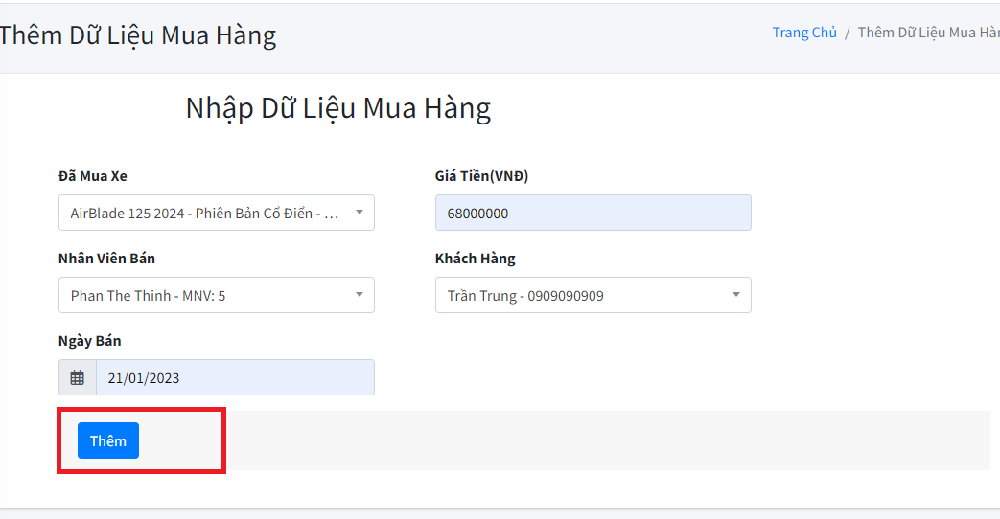 Thêm Dữ Liệu Mua Hàng
Trang Chủ / Thêm Dữ Liệu Mua
Nhập Dữ Liệu Mua Hàng
Đã Mua Xe
Giá Tiền(VNĐ)
AirBlade 125 2024 - Phiên Bản Cổ Điển - ...
68000000
Nhân Viên Bán
Khách Hàng
Phan The Thinh - MNV: 5
Trần Trung - 0909090909
Ngày Bán
21/01/2023
Thêm